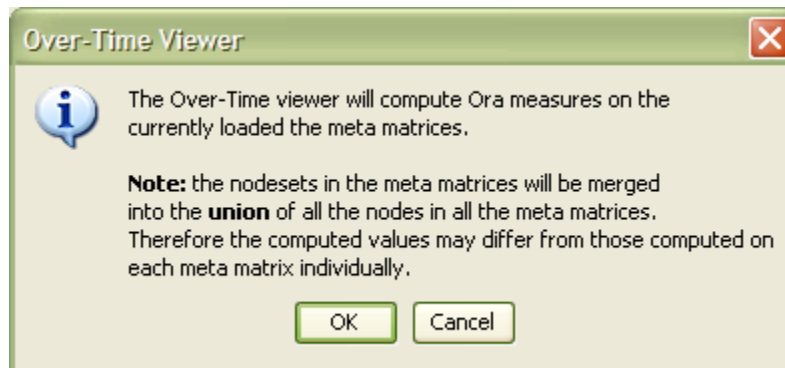 Over-Time Viewer
The Over-Time viewer will compute Ora measures on the
currently loaded the meta matrices.
Note: the nodesets in the meta matrices will be merged
into the union of all the nodes in all the meta matrices.
Therefore the computed values may differ from those computed on
each meta matrix individually.
OK Cancel